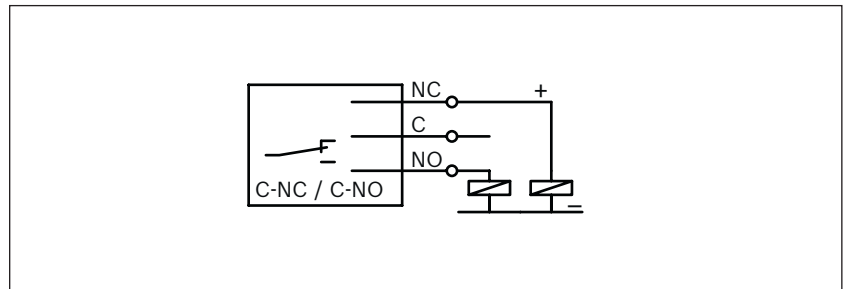 NC
+
C
NO
C-NC / C-NO
–